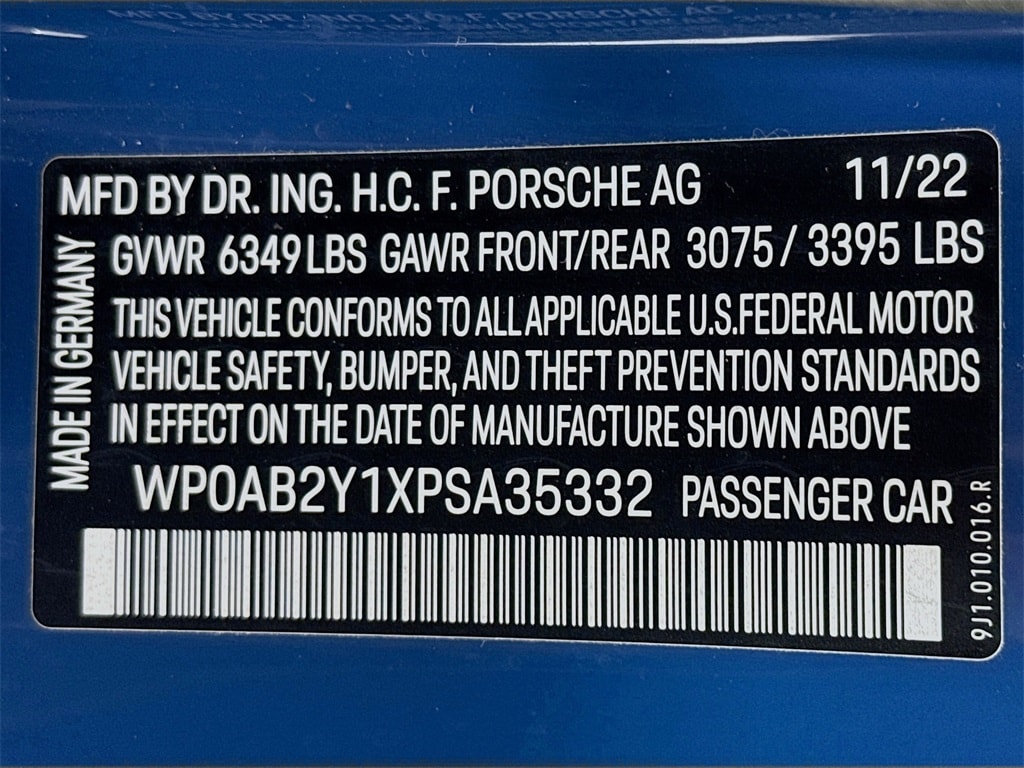 MFD BY DR. ING. H.C. F. PORSCHE AG 11/22
GVWR 6349 LBS GAWR FRONT/REAR 3075 / 3395 LBS
THIS VEHICLE CONFORMS TO ALL APPLICABLE U.S. FEDERAL MOTOR
VEHICLE SAFETY, BUMPER, AND THEFT PREVENTION STANDARDS
IN EFFECT ON THE DATE OF MANUFACTURE SHOWN ABOVE
WP0AB2Y1XPSA35332 PASSENGER CAR
MADE IN GERMANY
9J1.010.016.R